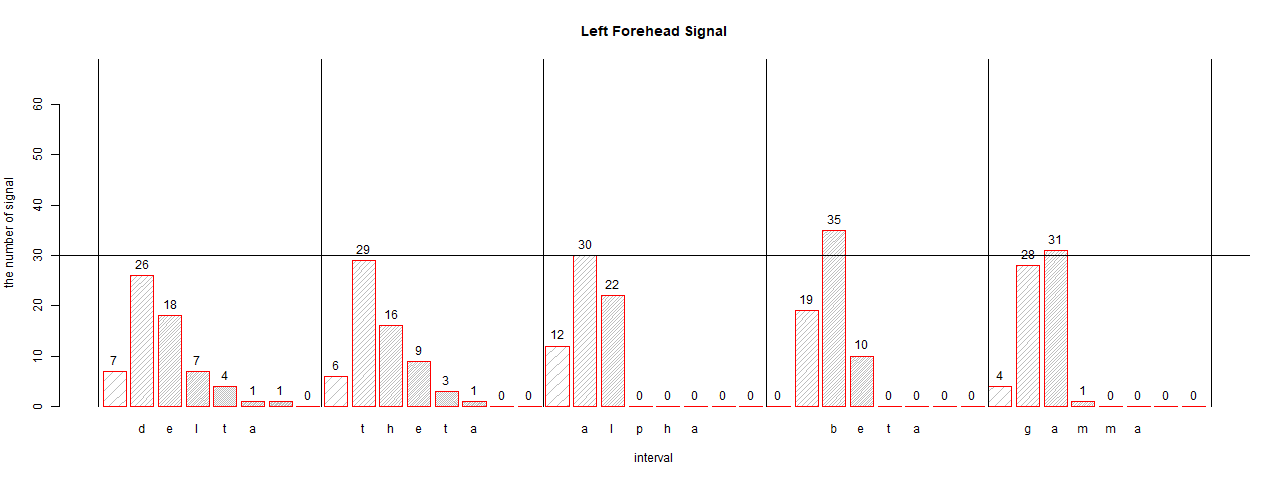 Left Forehead Signal
the number of signal
60
50
40
30
20
10
0
7 26 18 7 4 1 1 0
6 29 16 9 3 1 0 0
12 30 22 0 0 0 0 0
0 19 35 10 0 0 0 0
4 28 31 1 0 0 0 0
d e l t a t h e t a a l p h a b e t a g a m m a
interval